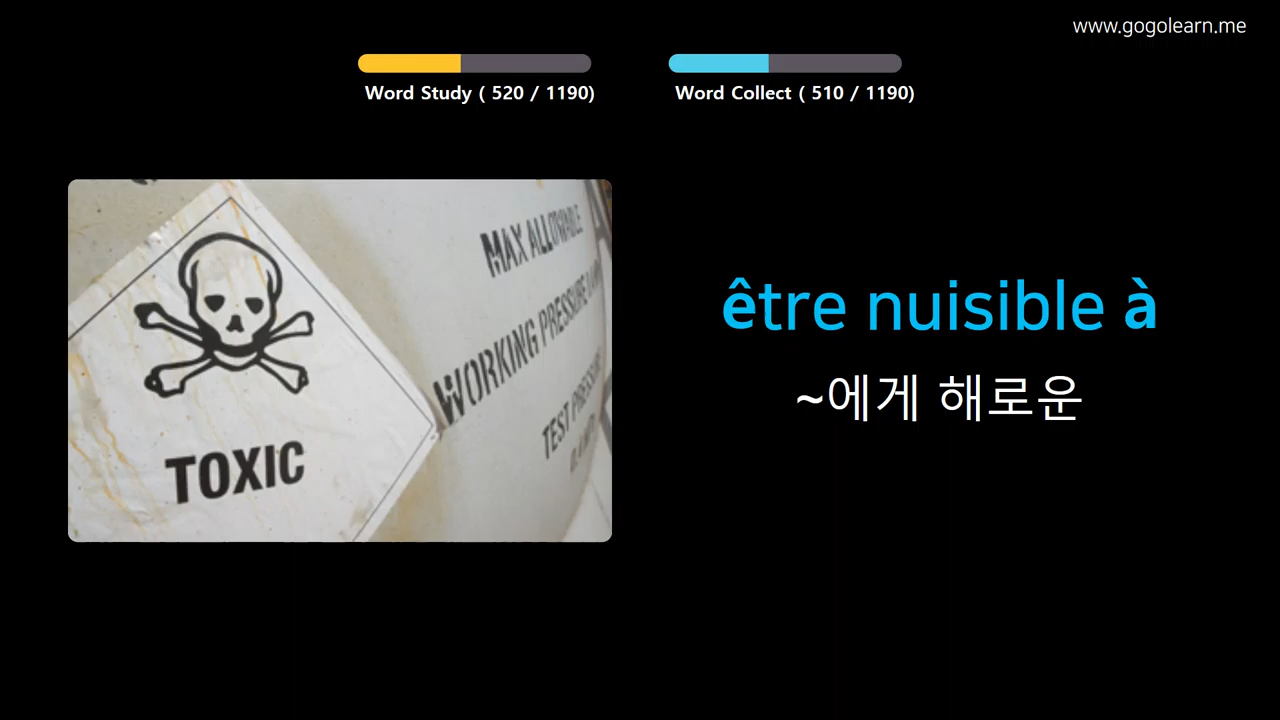 www.gogolearn.me
Word Study ( 520 / 1190)
Word Collect ( 510 / 1190)
MAX ALLOWABLE
WORKING PRESSURE
TEST PRESSURE
TOXIC
être nuisible à
~에게 해로운